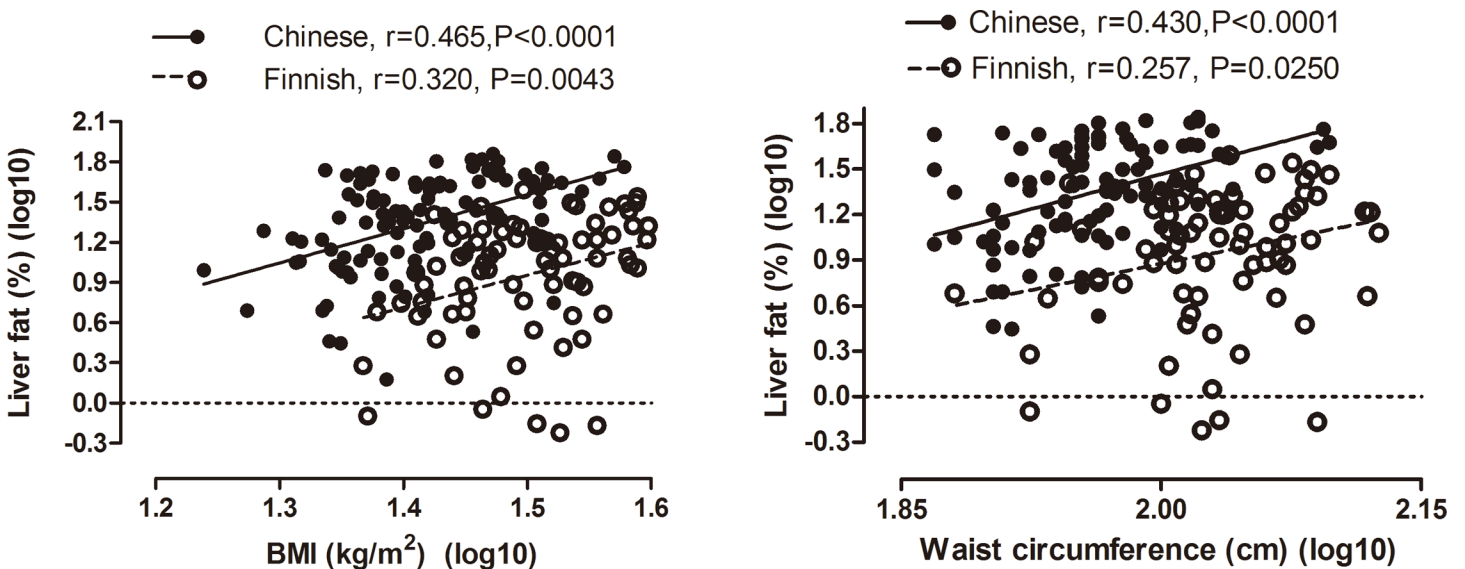 Chinese, r=0.465,P<0.0001
Finnish, r=0.320, P=0.0043
Liver fat (%) (log10)
2.1
1.8
1.5
1.2
0.9
0.6
0.3
0.0
-0.3
1.2 1.3 1.4 1.5 1.6
BMI (kg/m²) (log10)
Chinese, r=0.430,P<0.0001
Finnish, r=0.257, P=0.0250
Liver fat (%) (log10)
1.8
1.5
1.2
0.9
0.6
0.3
0.0
-0.3
1.85 2.00 2.15
Waist circumference (cm) (log10)